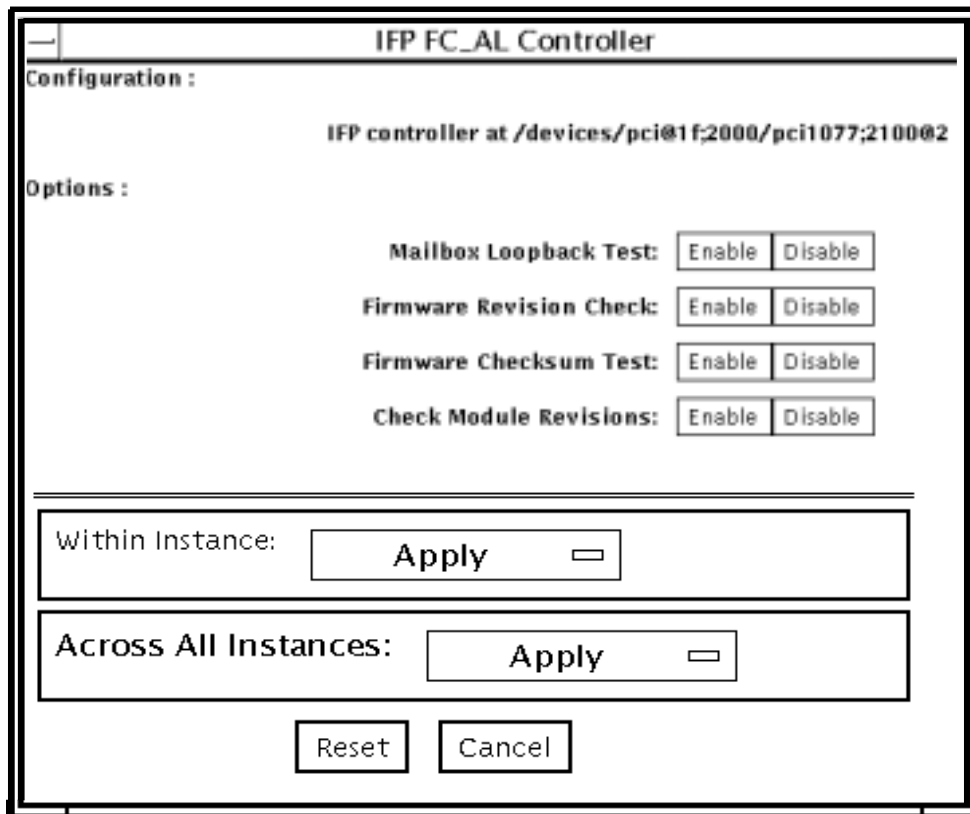 IFP FC_AL Controller
Configuration :
IFP controller at /devices/pci@1f;2000/pci1077;2100@2
Options :
Mailbox Loopback Test: Enable Disable
Firmware Revision Check: Enable Disable
Firmware Checksum Test: Enable Disable
Check Module Revisions: Enable Disable
Within Instance: Apply
Across All Instances: Apply
Reset Cancel